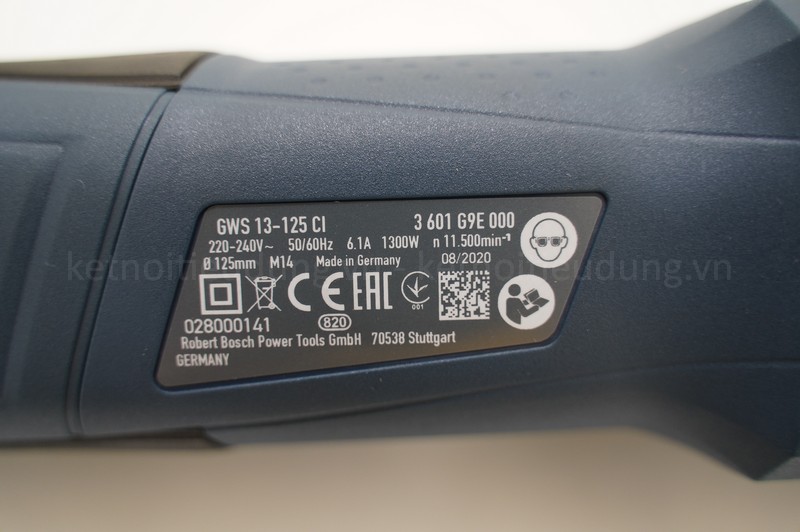 GWS 13-125 CI 3 601 G9E 000
220-240V~ 50/60Hz 6.1A 1300W n 11.500min⁻¹
Ø 125mm M14 Made in Germany 08/2020
CE EAC
001
028000141 820
Robert Bosch Power Tools GmbH 70538 Stuttgart
GERMANY